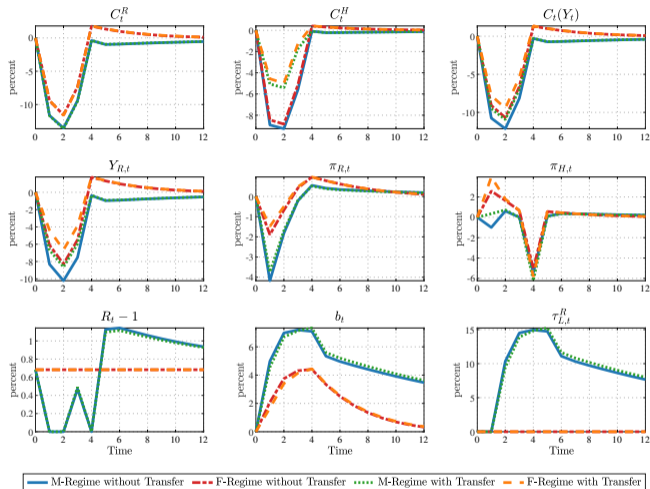 $C_t^R$ $C_t^H$ $C_t(Y_t)$
percent 0 -5 -10 0 2 4 6 8 10 12
percent 0 -2 -4 -6 -8 0 2 4 6 8 10 12
percent 0 -5 -10 0 2 4 6 8 10 12
$Y_{R,t}$ $\pi_{R,t}$ $\pi_{H,t}$
percent 0 -2 -4 -6 -8 -10 0 2 4 6 8 10 12
percent 0 -2 -4 0 2 4 6 8 10 12
percent 2 0 -2 -4 -6 0 2 4 6 8 10 12
$R_t - 1$ $b_t$ $\tau_{L,t}^R$
percent 1 0.8 0.6 0.4 0.2 0 0 2 4 6 8 10 12
percent 6 4 2 0 0 2 4 6 8 10 12
percent 15 10 5 0 0 2 4 6 8 10 12
Time Time Time
M-Regime without Transfer F-Regime without Transfer M-Regime with Transfer F-Regime with Transfer